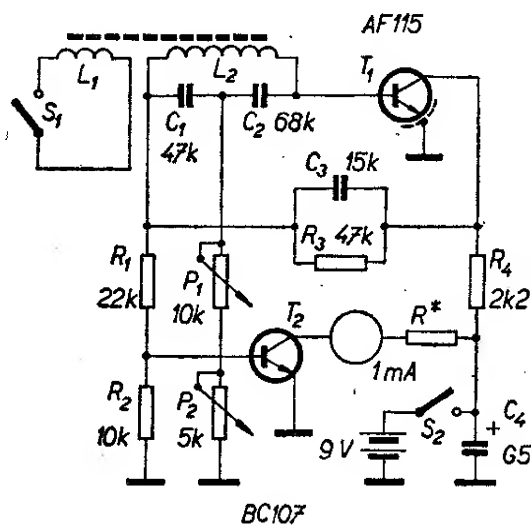 AF115
L1
L2
T1
S1
C1
47k
C2 68k
C3 15k
R3 47k
R1
22k
P1
10k
R4
2k2
T2
R*
1mA
R2
10k
P2
5k
S2
9V
+ C4
G5
BC107